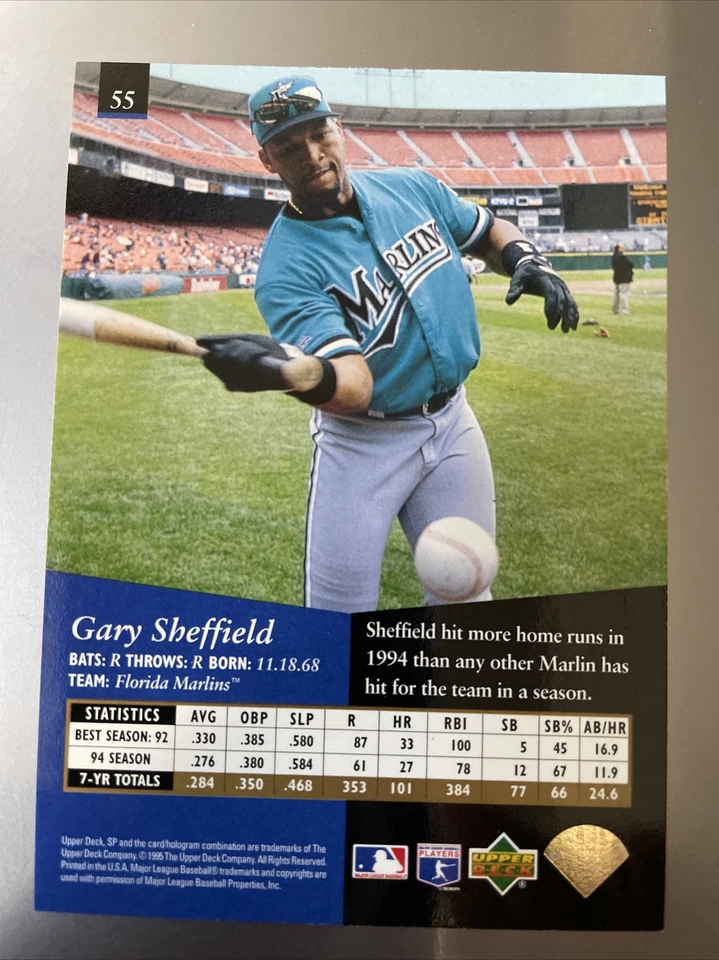 55
MARLINS
Gary Sheffield
BATS: R THROWS: R BORN: 11.18.68
TEAM: Florida Marlins™
Sheffield hit more home runs in
1994 than any other Marlin has
hit for the team in a season.
STATISTICS AVG OBP SLP R HR RBI SB SB% AB/HR
BEST SEASON: 92 .330 .385 .580 87 33 100 5 45 16.9
94 SEASON .276 .380 .584 61 27 78 12 67 11.9
7-YR TOTALS .284 .350 .468 353 101 384 77 66 24.6
Upper Deck, SP and the card/hologram combination are trademarks of The
Upper Deck Company. © 1995 The Upper Deck Company. All Rights Reserved.
Printed in the U.S.A. Major League Baseball® trademarks and copyrights are
used with permission of Major League Baseball Properties, Inc.
MAJOR LEAGUE BASEBALL®
PLAYERS
UPPER
DECK
®